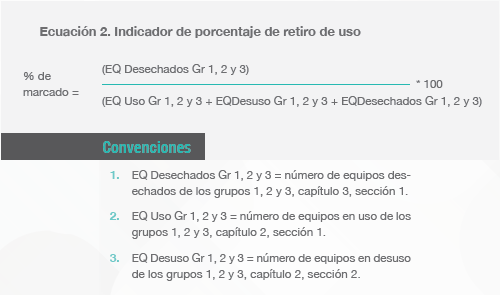 Ecuación 2. Indicador de porcentaje de retiro de uso
(EQ Desechados Gr 1, 2 y 3)
% de
marcado =
* 100
(EQ Uso Gr 1, 2 y 3 + EQDesuso Gr 1, 2 y 3 + EQDesechados Gr 1, 2 y 3)
Convenciones
1. EQ Desechados Gr 1, 2 y 3 = número de equipos des-
echados de los grupos 1, 2 y 3, capítulo 3, sección 1.
2. EQ Uso Gr 1, 2 y 3 = número de equipos en uso de los
grupos 1, 2 y 3, capítulo 2, sección 1.
3. EQ Desuso Gr 1, 2 y 3 = número de equipos en desuso
de los grupos 1, 2 y 3, capítulo 2, sección 2.